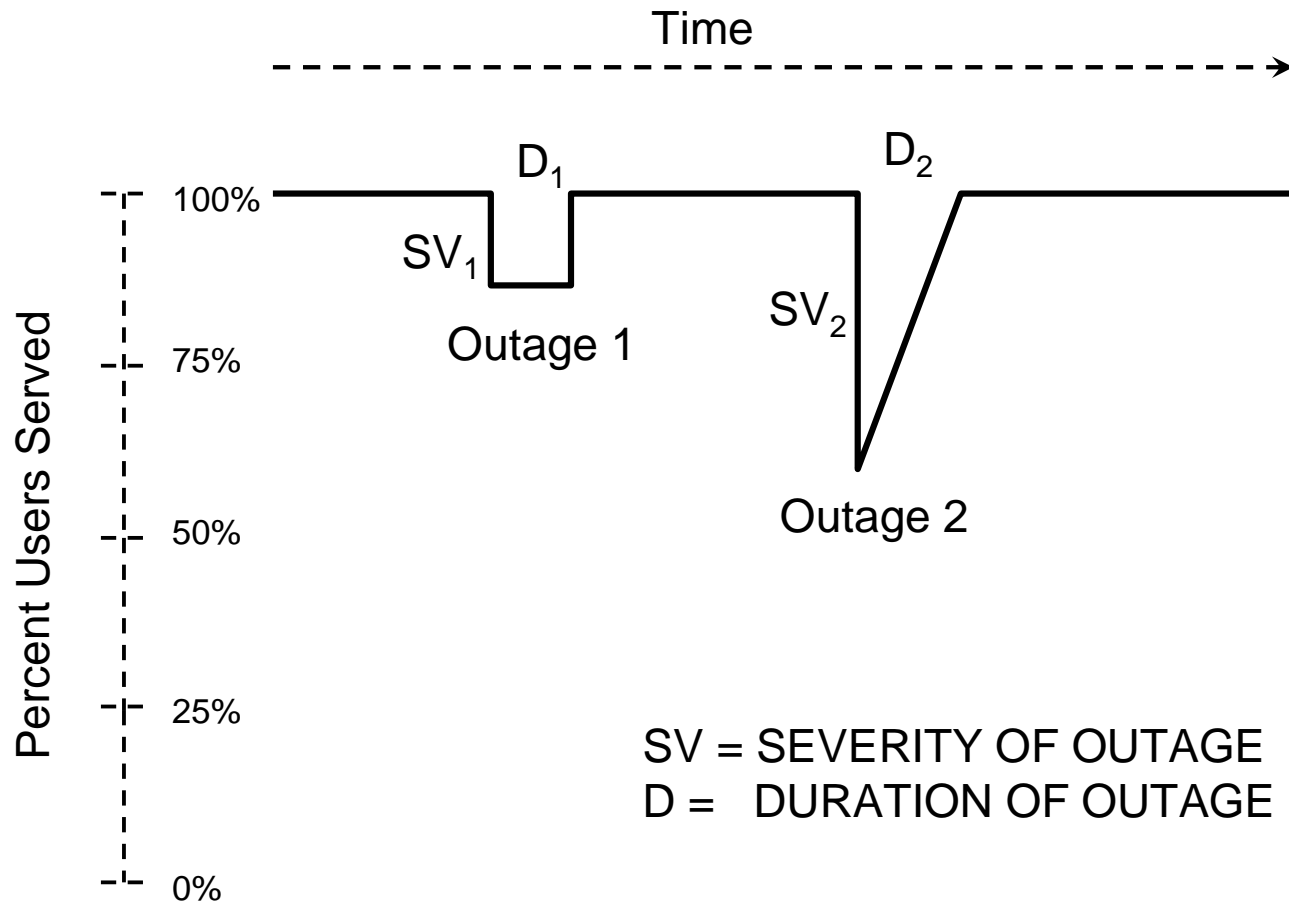 Time
D₁
D₂
100%
SV₁
SV₂
Outage 1
75%
Percent Users Served
Outage 2
50%
25%
SV = SEVERITY OF OUTAGE
D = DURATION OF OUTAGE
0%